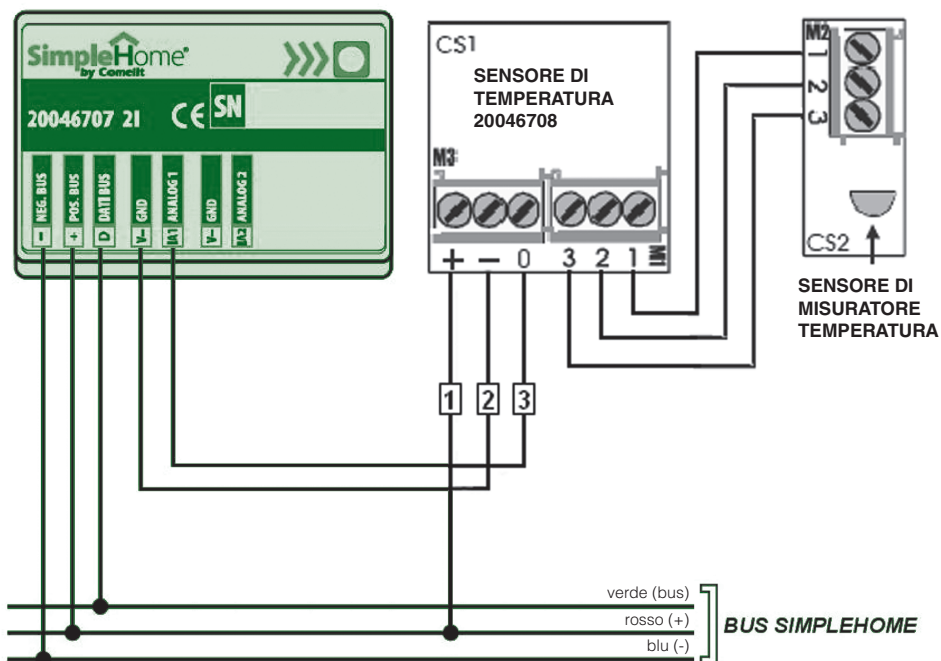 SimpleHome®
by Comelit
20046707 2I
CE
SN
NEG. BUS
POS. BUS
DATI BUS
GND
ANALOG 1
GND
ANALOG 2
−
+
D
V−
IA1
V−
IA2
CS1
SENSORE DI
TEMPERATURA
20046708
M3
+ − 0 3 2 1
M1
M2
1
2
3
CS2
SENSORE DI
MISURATORE
TEMPERATURA
1 2 3
verde (bus)
rosso (+)
blu (-)
BUS SIMPLEHOME